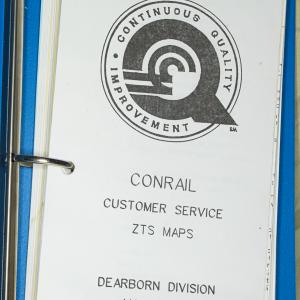 CONTINUOUS QUALITY
IMPROVEMENT
SM
CONRAIL
CUSTOMER SERVICE
ZTS MAPS
DEARBORN DIVISION